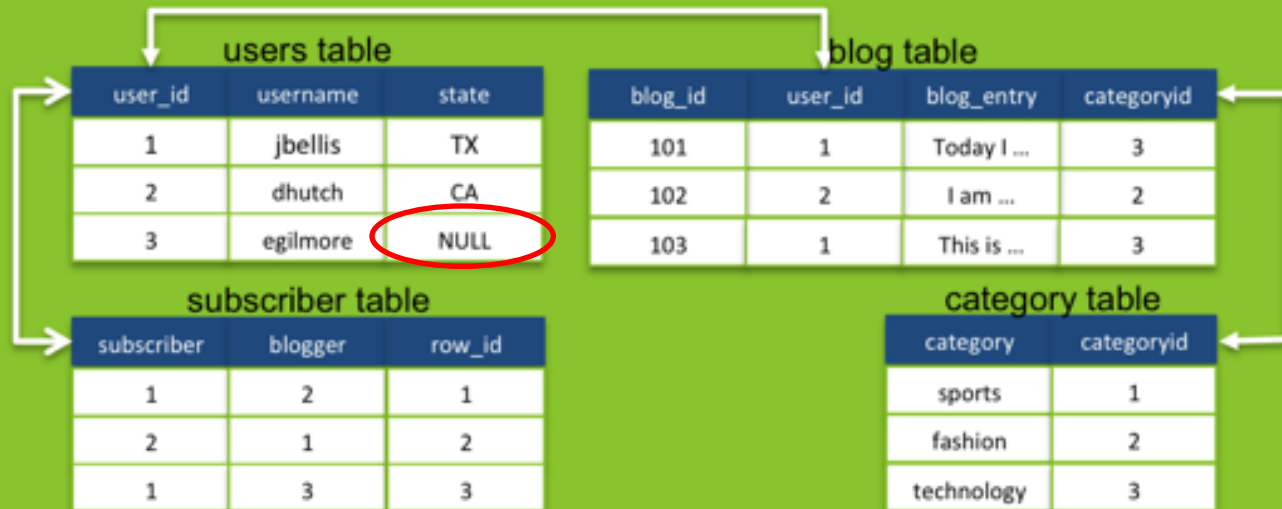 users table
user_id username state
1 jbellis TX
2 dhutch CA
3 egilmore NULL
blog table
blog_id user_id blog_entry categoryid
101 1 Today I ... 3
102 2 I am ... 2
103 1 This is ... 3
subscriber table
subscriber blogger row_id
1 2 1
2 1 2
1 3 3
category table
category categoryid
sports 1
fashion 2
technology 3